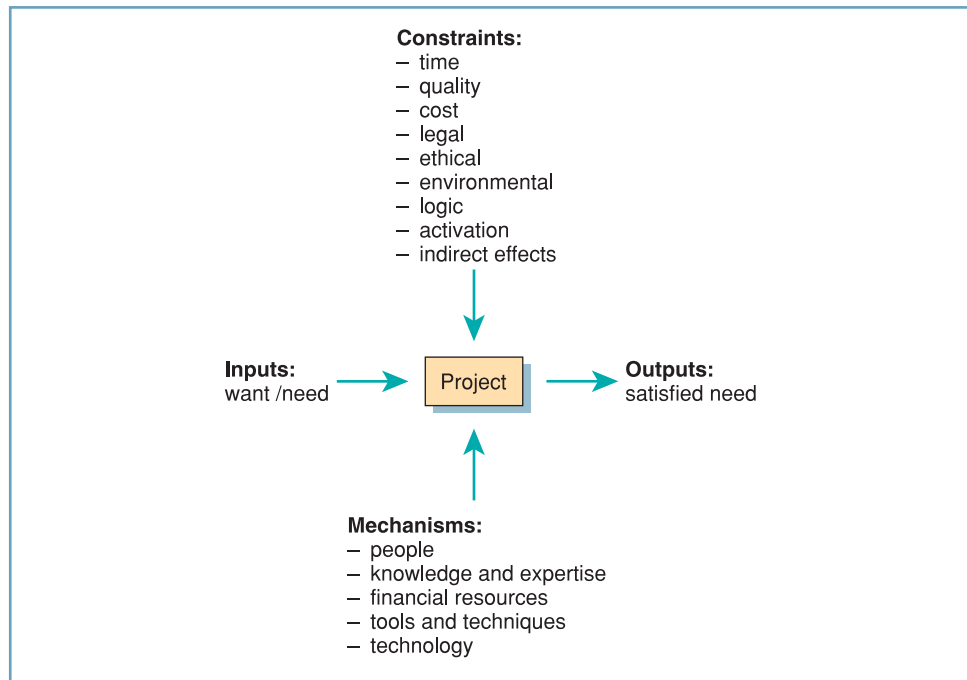 Constraints:
– time
– quality
– cost
– legal
– ethical
– environmental
– logic
– activation
– indirect effects
Inputs:
want /need
Project
Outputs:
satisfied need
Mechanisms:
– people
– knowledge and expertise
– financial resources
– tools and techniques
– technology